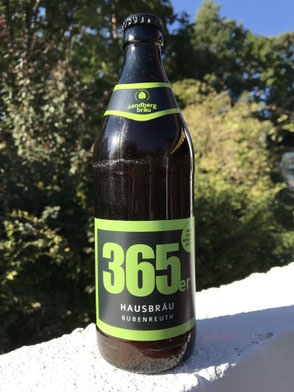 sandberg
bräu
365er
HAUSBRÄU
BUBENREUTH